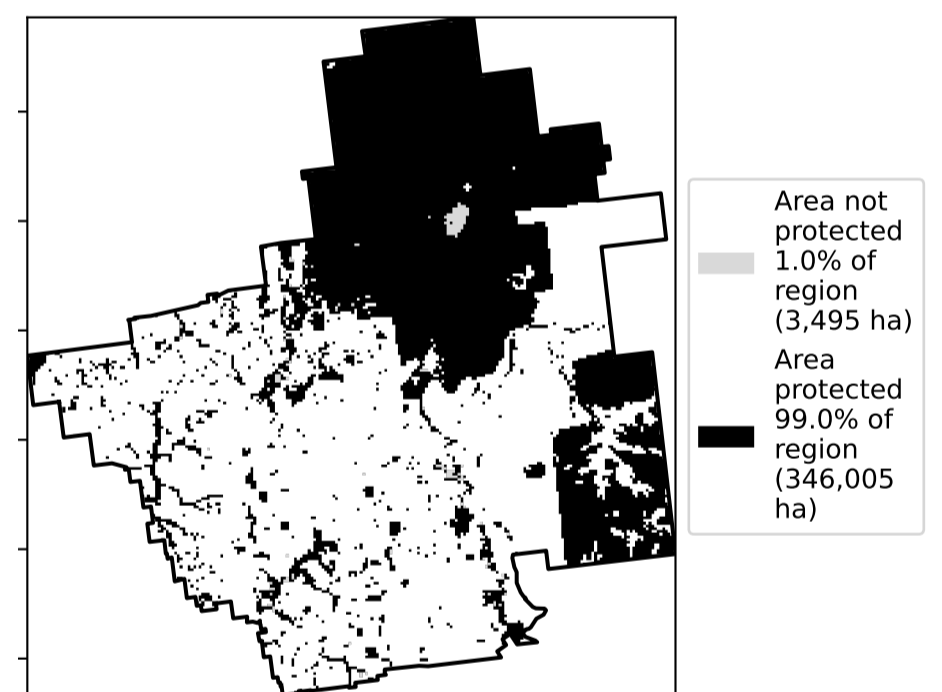 Area not
protected
1.0% of
region
(3,495 ha)
Area
protected
99.0% of
region
(346,005
ha)